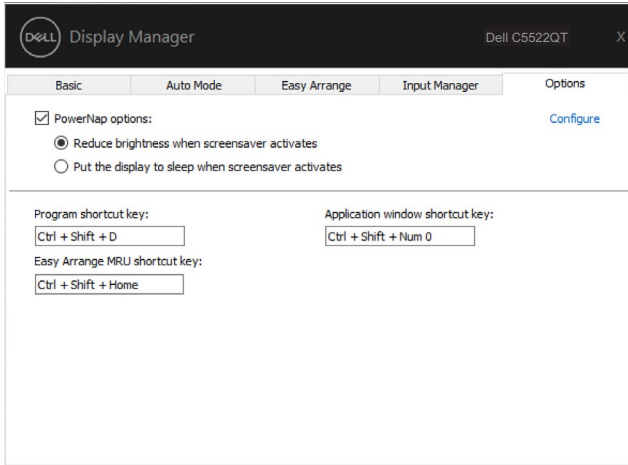 DELL Display Manager Dell C5522QT X
Basic Auto Mode Easy Arrange Input Manager Options
PowerNap options: Configure
Reduce brightness when screensaver activates
Put the display to sleep when screensaver activates
Program shortcut key: Application window shortcut key:
Ctrl + Shift + D Ctrl + Shift + Num 0
Easy Arrange MRU shortcut key:
Ctrl + Shift + Home